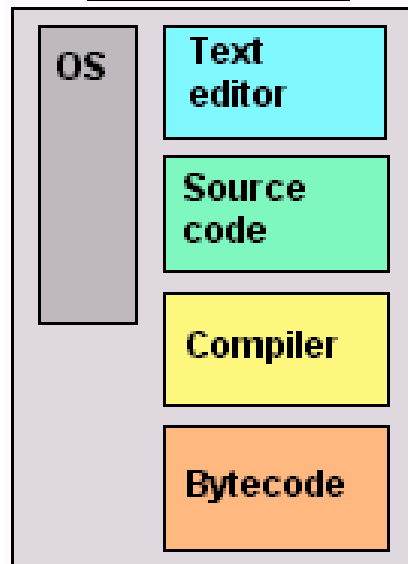 OS
Text
editor
Source
code
Compiler
Bytecode